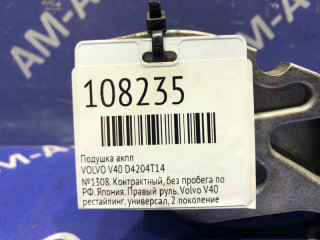 108235
Подушка акпп
VOLVO V40 D4204T14
№1308. Контрактный, без пробега по
РФ. Япония. Правый руль. Volvo V40
рестайлинг, универсал, 2 поколение